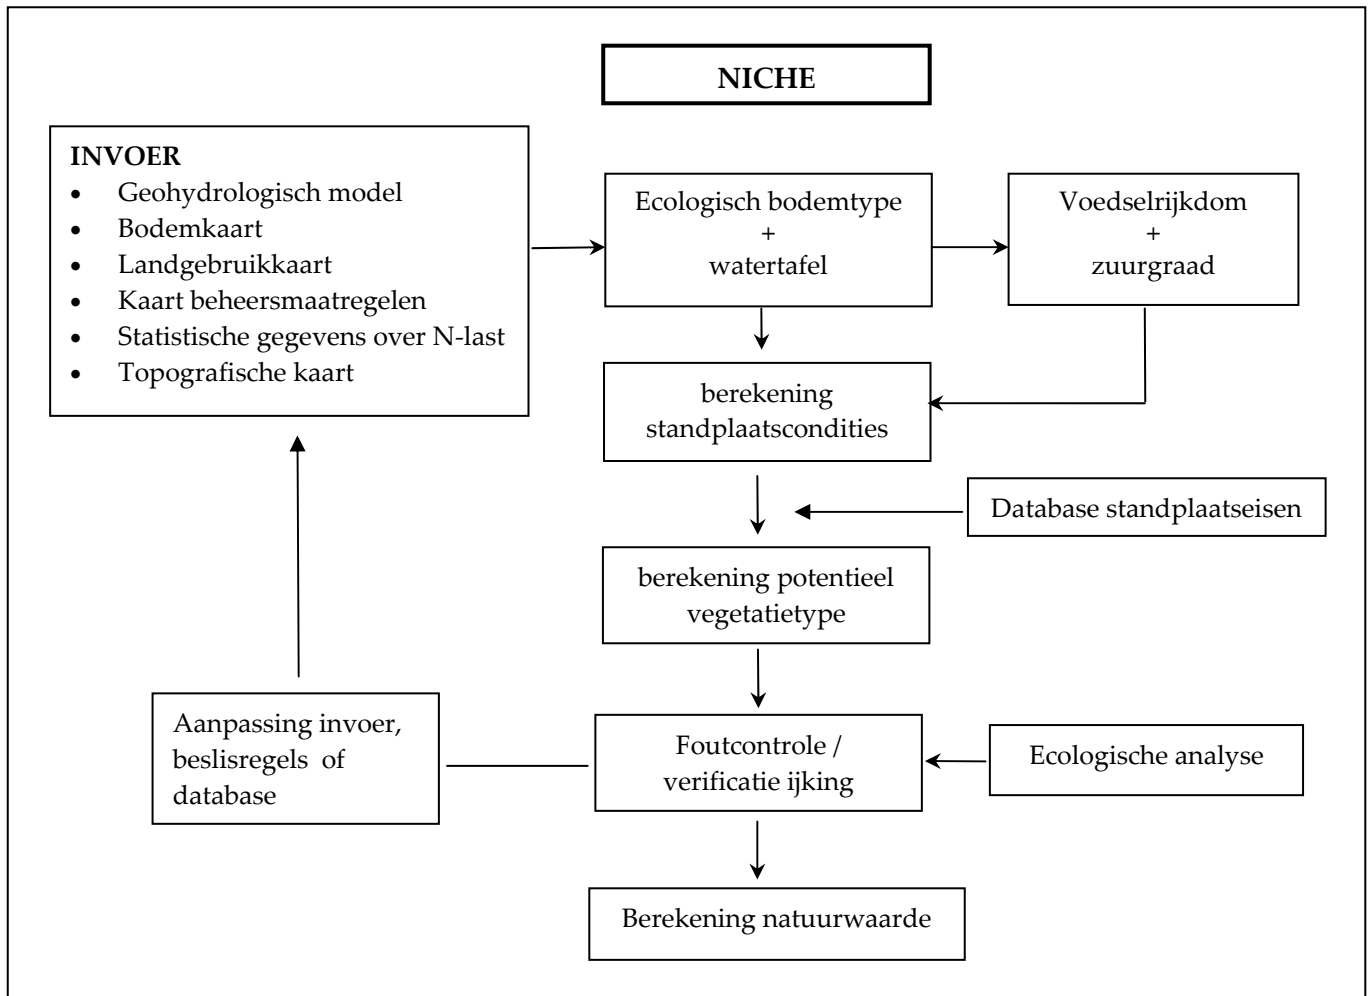 NICHE
INVOER
• Geohydrologisch model
• Bodemkaart
• Landgebruikkaart
• Kaart beheersmaatregelen
• Statistische gegevens over N-last
• Topografische kaart
Ecologisch bodemtype
+
watertafel
Voedselrijkdom
+
zuurgraad
berekening
standplaatscondities
Database standplaatseisen
berekening potentieel
vegetatietype
Aanpassing invoer,
beslisregels of
database
Foutcontrole /
verificatie ijking
Ecologische analyse
Berekening natuurwaarde